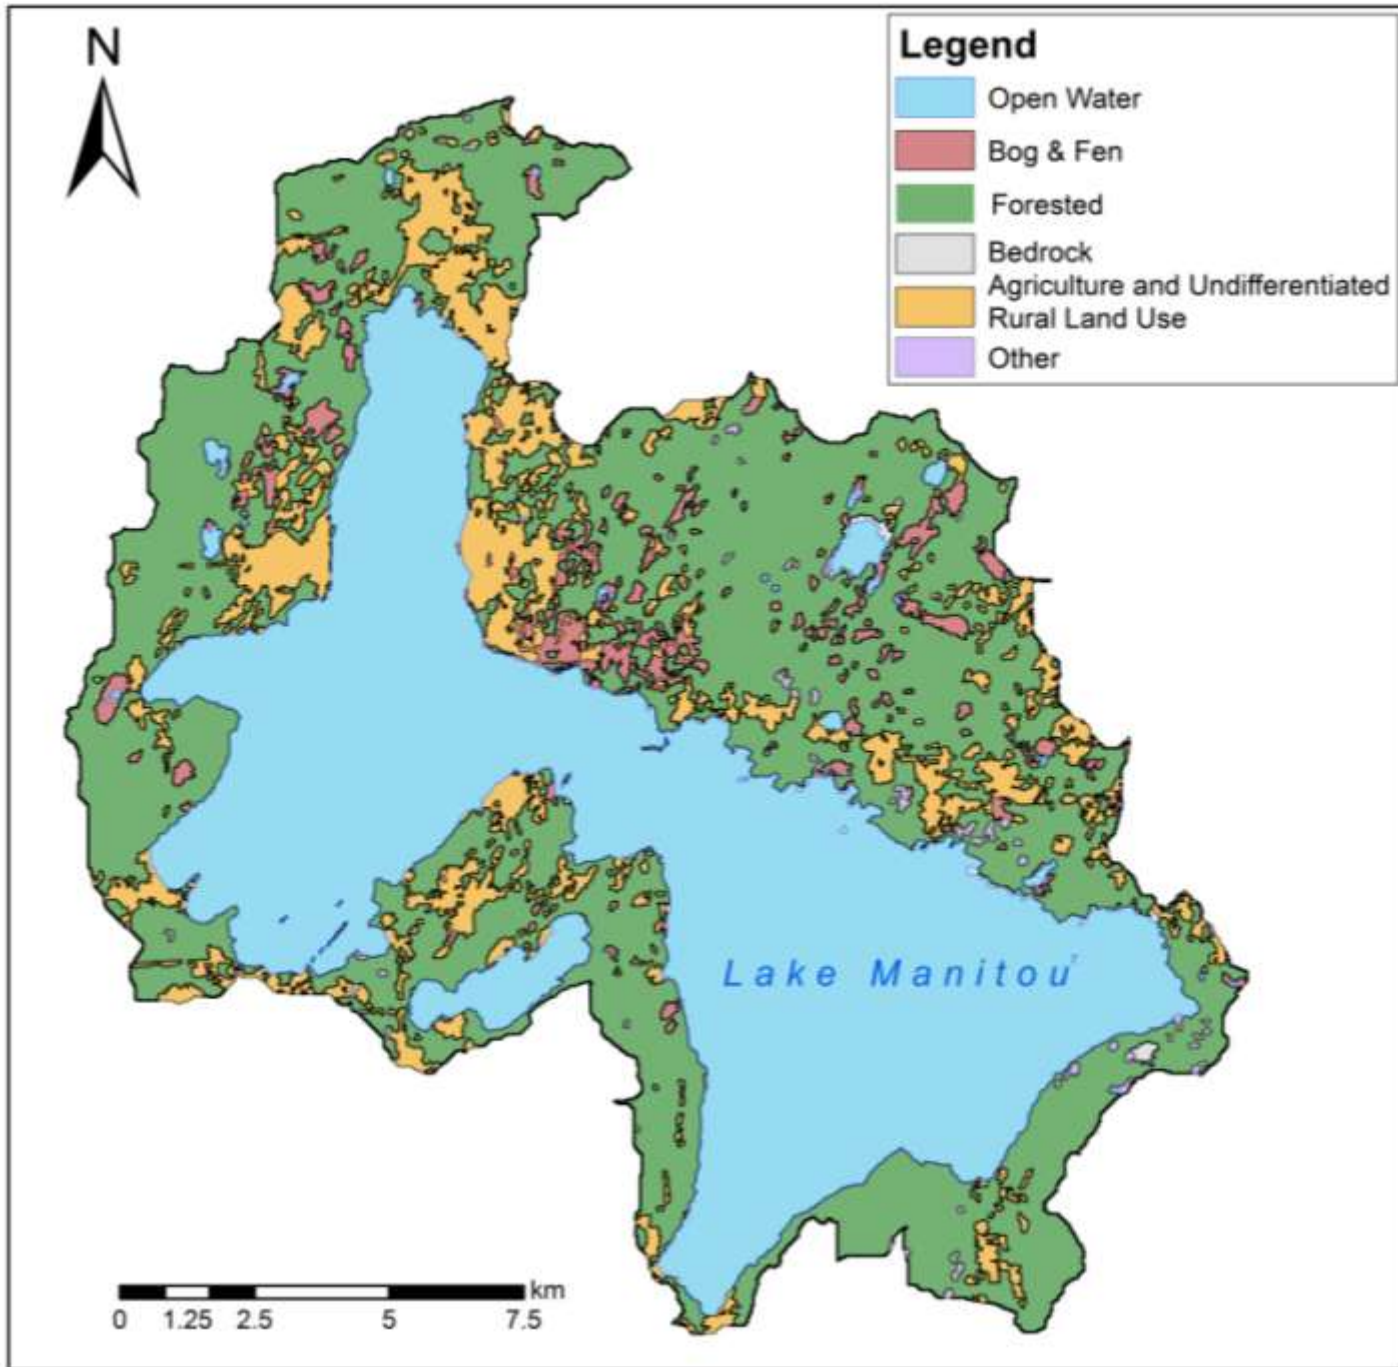 N
Legend
Open Water
Bog & Fen
Forested
Bedrock
Agriculture and Undifferentiated
Rural Land Use
Other
Lake Manitou
km
0 1.25 2.5 5 7.5